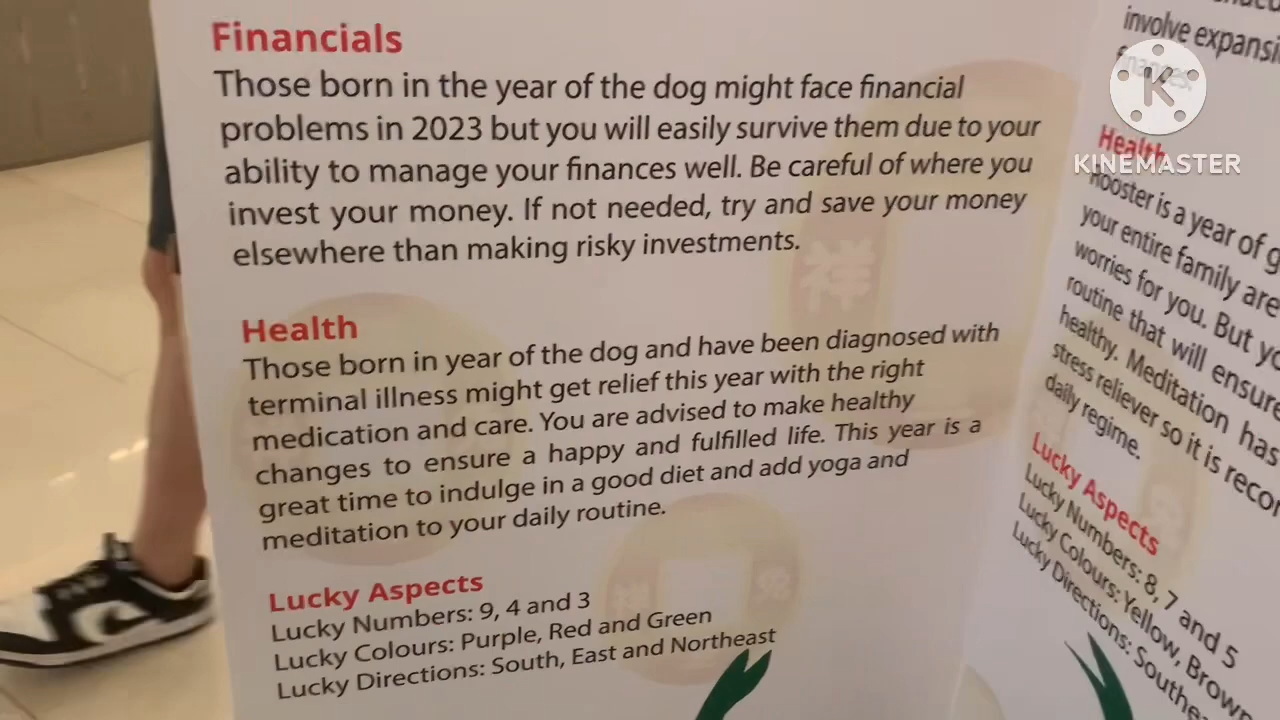 Financials
Those born in the year of the dog might face financial
problems in 2023 but you will easily survive them due to your
ability to manage your finances well. Be careful of where you
invest your money. If not needed, try and save your money
elsewhere than making risky investments.
Health
Those born in year of the dog and have been diagnosed with
terminal illness might get relief this year with the right
medication and care. You are advised to make healthy
changes to ensure a happy and fulfilled life. This year is a
great time to indulge in a good diet and add yoga and
meditation to your daily routine.
Lucky Aspects
Lucky Numbers: 9, 4 and 3
Lucky Colours: Purple, Red and Green
Lucky Directions: South, East and Northeast
祥
involve
finances.
Health
Rooster is a year of
your entire family are
worries for you. But
routine that will ensure
healthy. Meditation has
stress reliever so it is
daily regime.
Lucky Aspects
Lucky Numbers: 8, 7 and 5
Lucky Colours: Yellow, Brown
Lucky Directions:
K
KINEMASTER